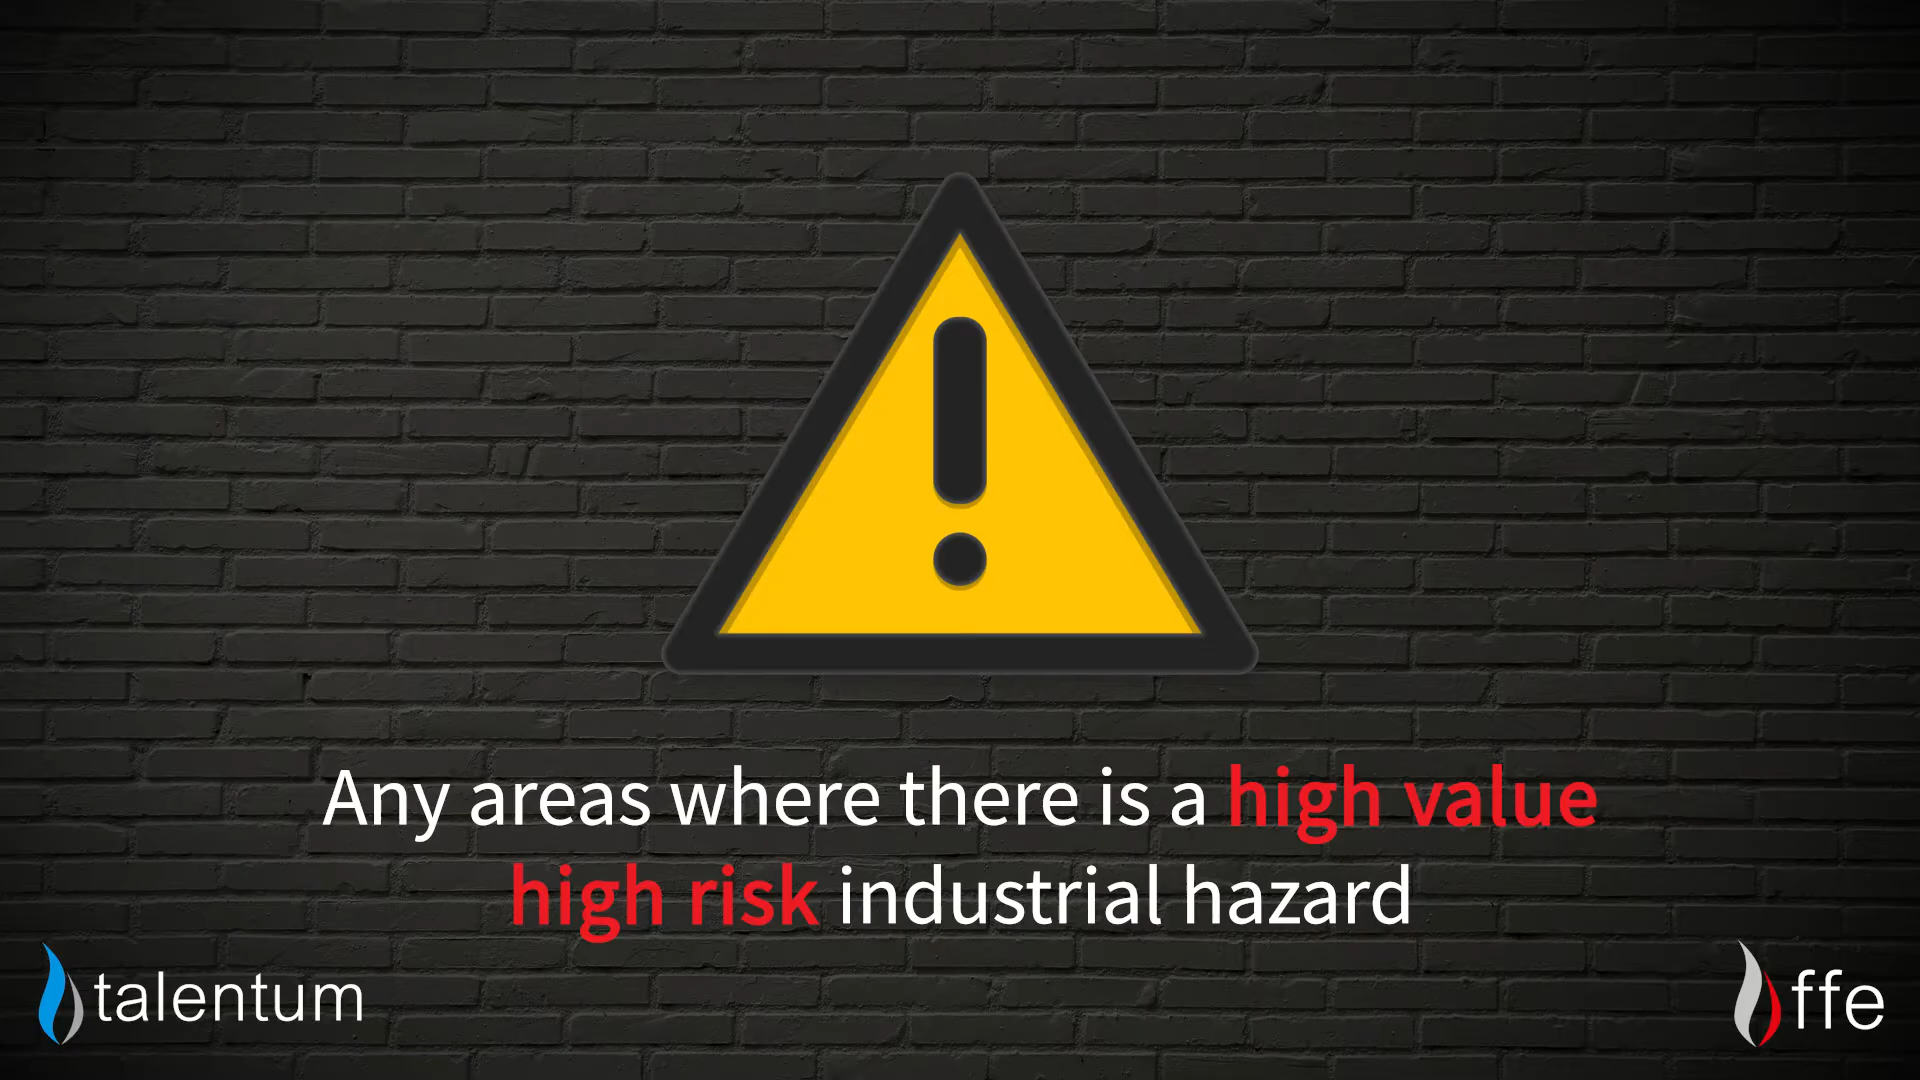 Any areas where there is a high value
high risk industrial hazard
talentum
ffe